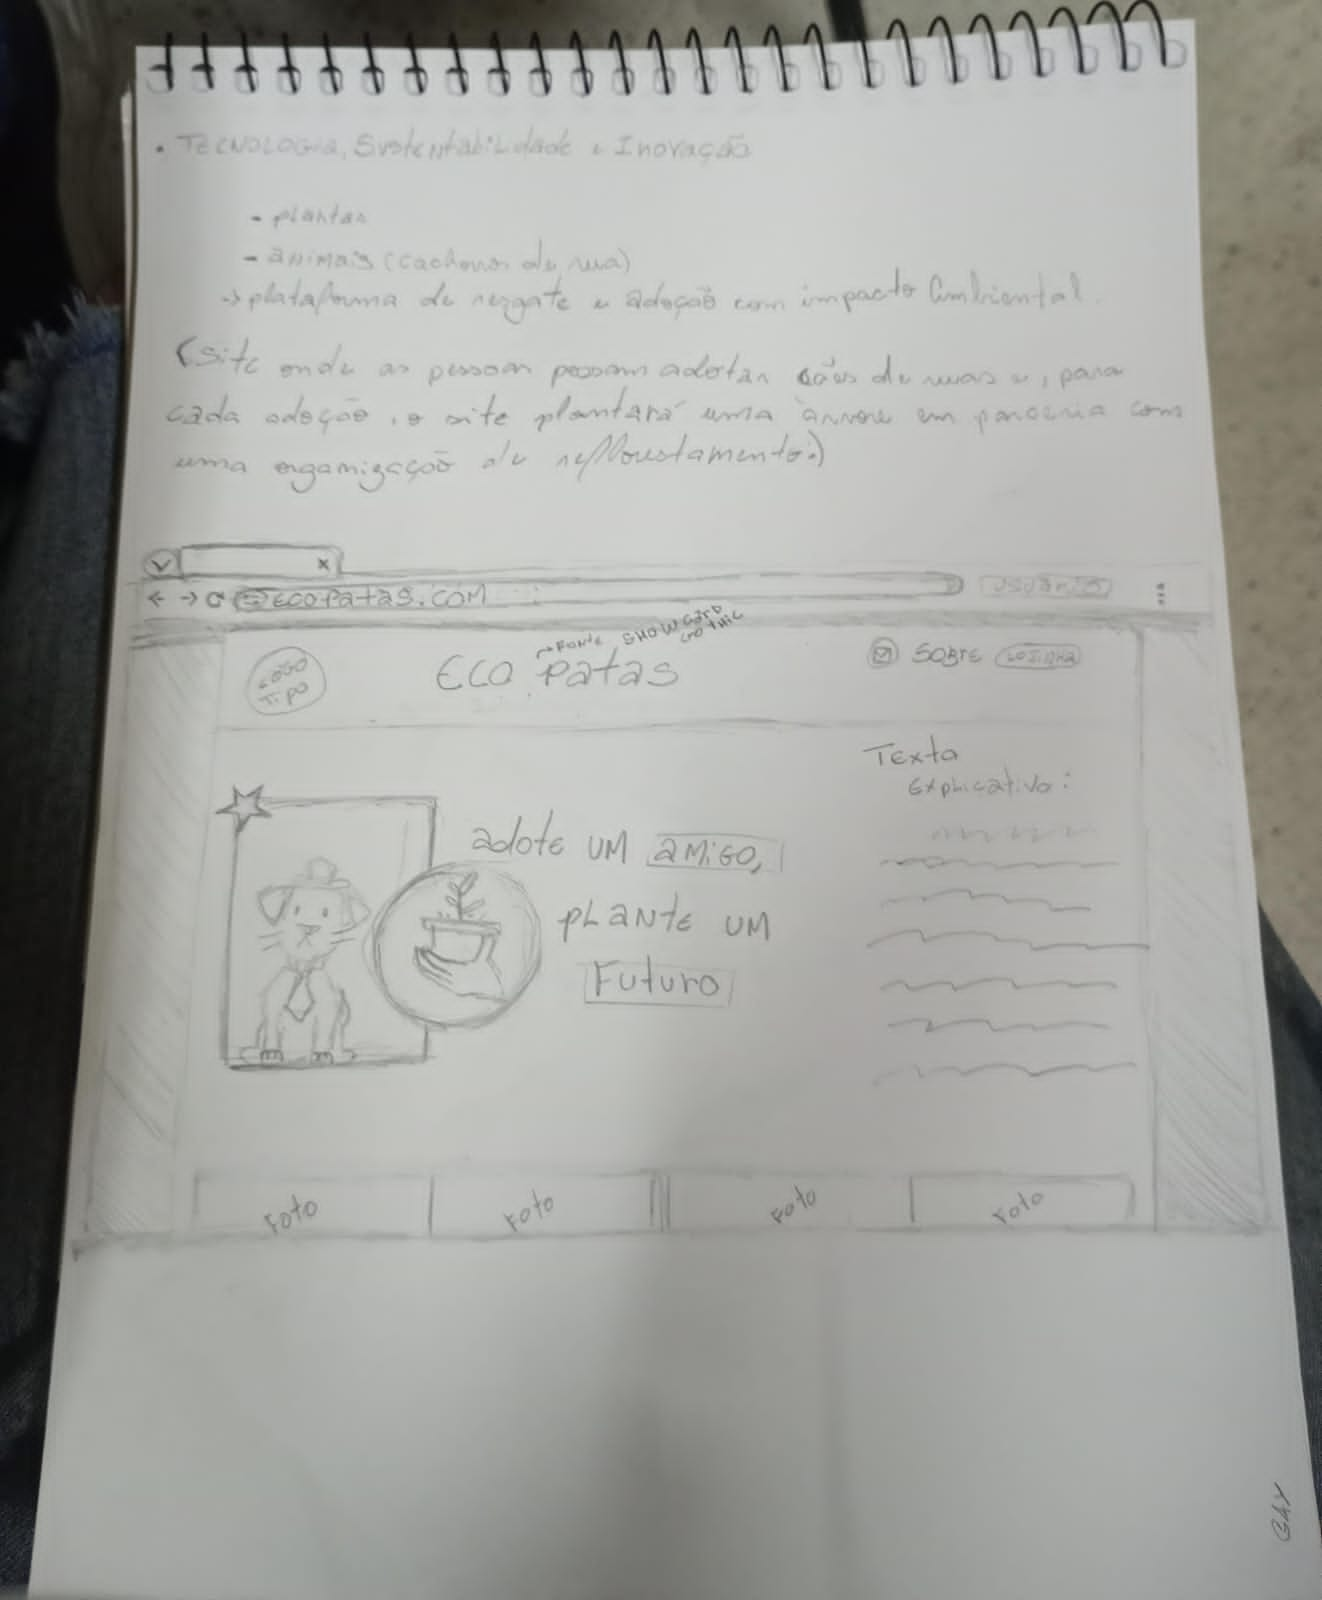 • TECNOLOGIA, SustentabiLidade e Inovação
- plantas
- animais (cachorros de rua)
→ plataforma de resgate e adoção com impacto Ambiental.
(site onde as pessoas possam adotar cães de ruas e, para
cada adoção, o site plantará uma árvore em parceria com
uma organização de reflorestamento.)
x
ECOPatas.COM
USUÁRIO
→ FONTE SHOWCARD
GOTHIC
LOGO
TIPO
ECO Patas
SOBRE LOJINHA
Texto
Explicativo:
adote UM aMiGO,
PLANTE UM
Futuro
FOTO FOTO FOTO FOTO
GAY